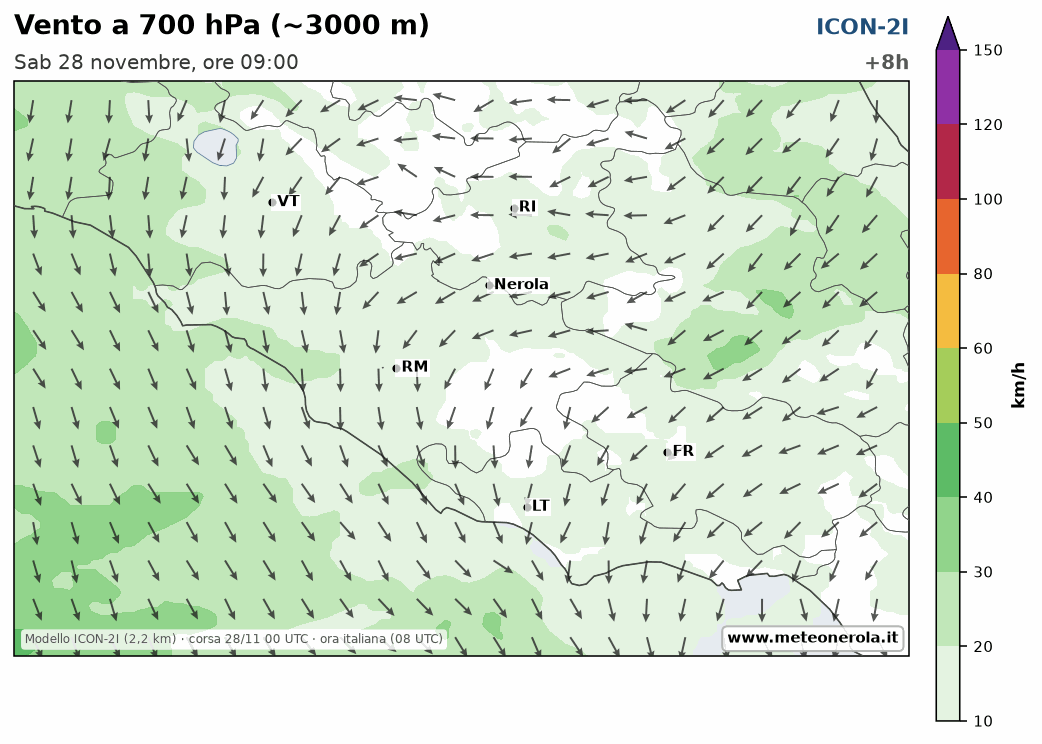 Vento a 700 hPa (~3000 m)
ICON-2I
Sab 28 novembre, ore 09:00
+8h
150
120
100
80
60
50
40
30
20
10
km/h
VT
RI
Nerola
RM
FR
LT
Modello ICON-2I (2,2 km) · corsa 28/11 00 UTC · ora italiana (08 UTC)
www.meteonerola.it